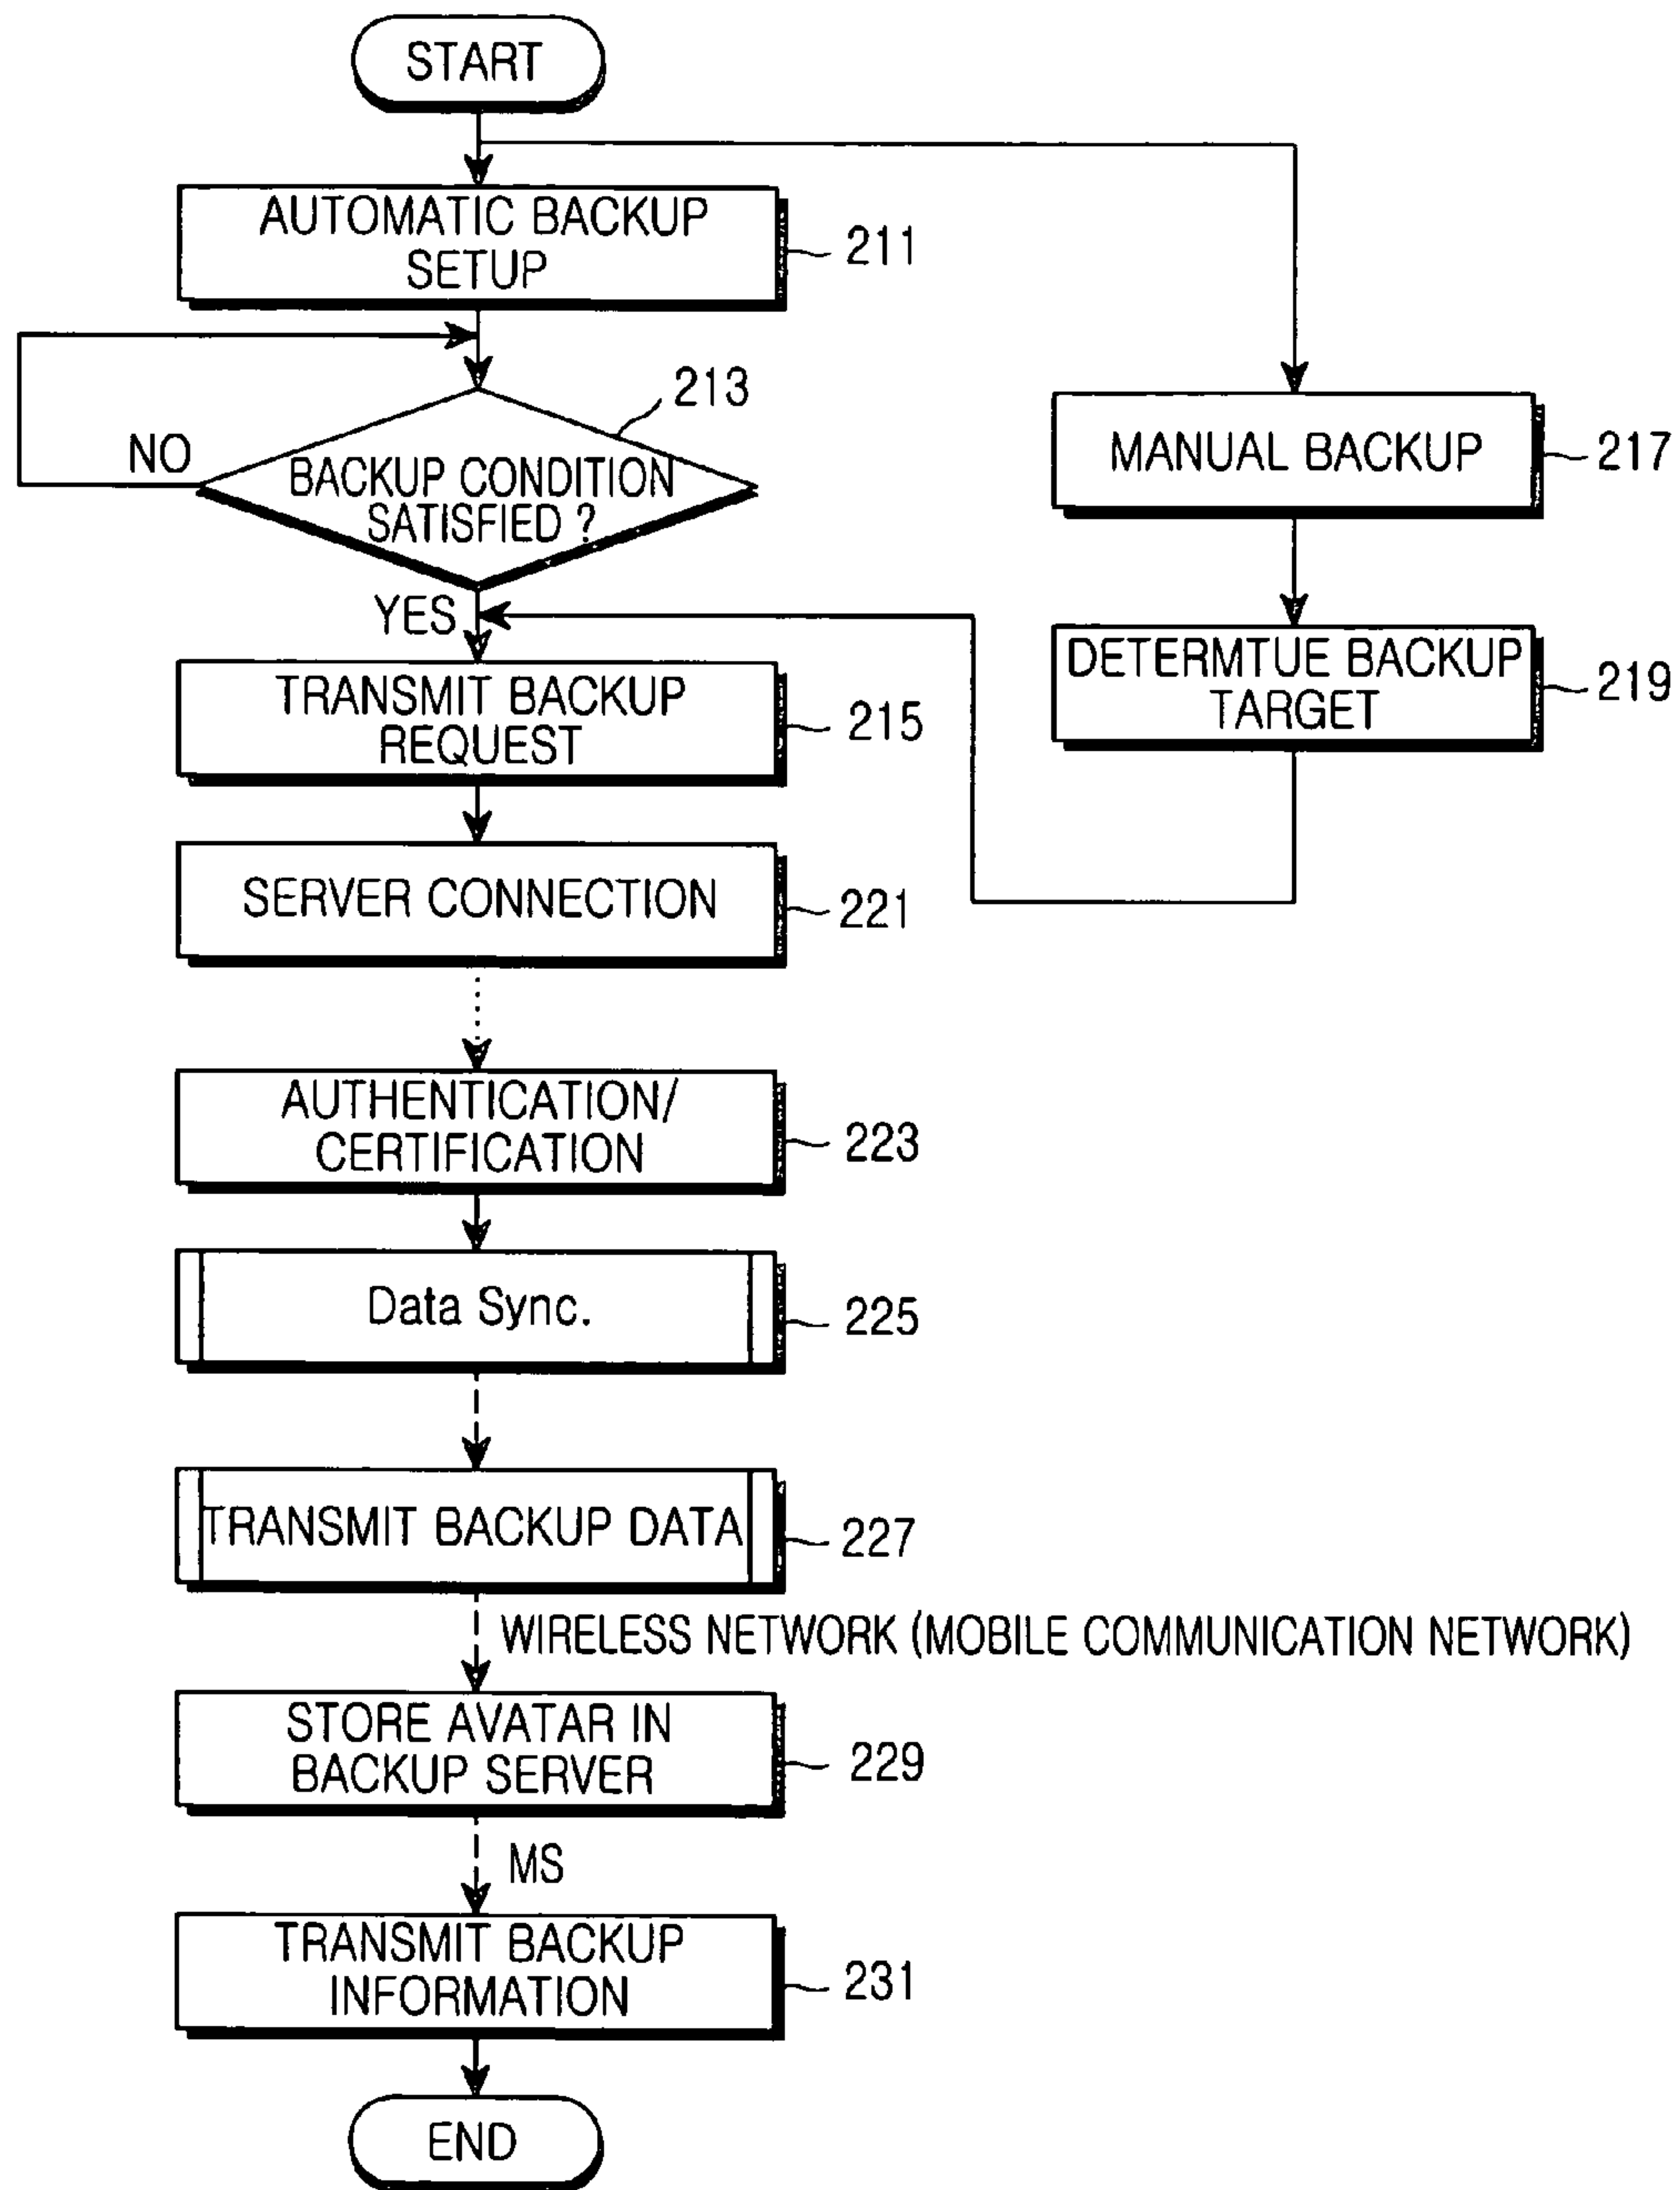 START
AUTOMATIC BACKUP
SETUP
211
213
NO
BACKUP CONDITION
SATISFIED ?
MANUAL BACKUP
217
YES
DETERMTUE BACKUP
TARGET
219
TRANSMIT BACKUP
REQUEST
215
SERVER CONNECTION
221
AUTHENTICATION/
CERTIFICATION
223
Data Sync.
225
TRANSMIT BACKUP DATA
227
WIRELESS NETWORK (MOBILE COMMUNICATION NETWORK)
STORE AVATAR IN
BACKUP SERVER
229
MS
TRANSMIT BACKUP
INFORMATION
231
END